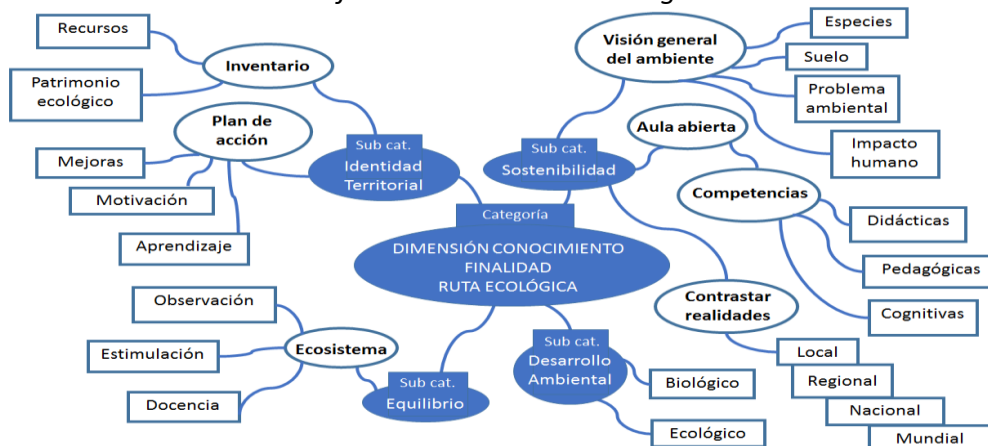 Recursos
Inventario
Patrimonio
ecológico
Plan de
acción
Mejoras
Motivación
Aprendizaje
Sub cat.
Identidad
Territorial
Visión general
del ambiente
Especies
Suelo
Problema
ambiental
Impacto
humano
Aula abierta
Sub cat.
Sostenibilidad
Competencias
Didácticas
Pedagógicas
Cognitivas
Categoría
DIMENSIÓN CONOCIMIENTO
FINALIDAD
RUTA ECOLÓGICA
Contrastar
realidades
Local
Regional
Nacional
Mundial
Observación
Estimulación
Docencia
Ecosistema
Sub cat.
Equilibrio
Sub cat.
Desarrollo
Ambiental
Biológico
Ecológico